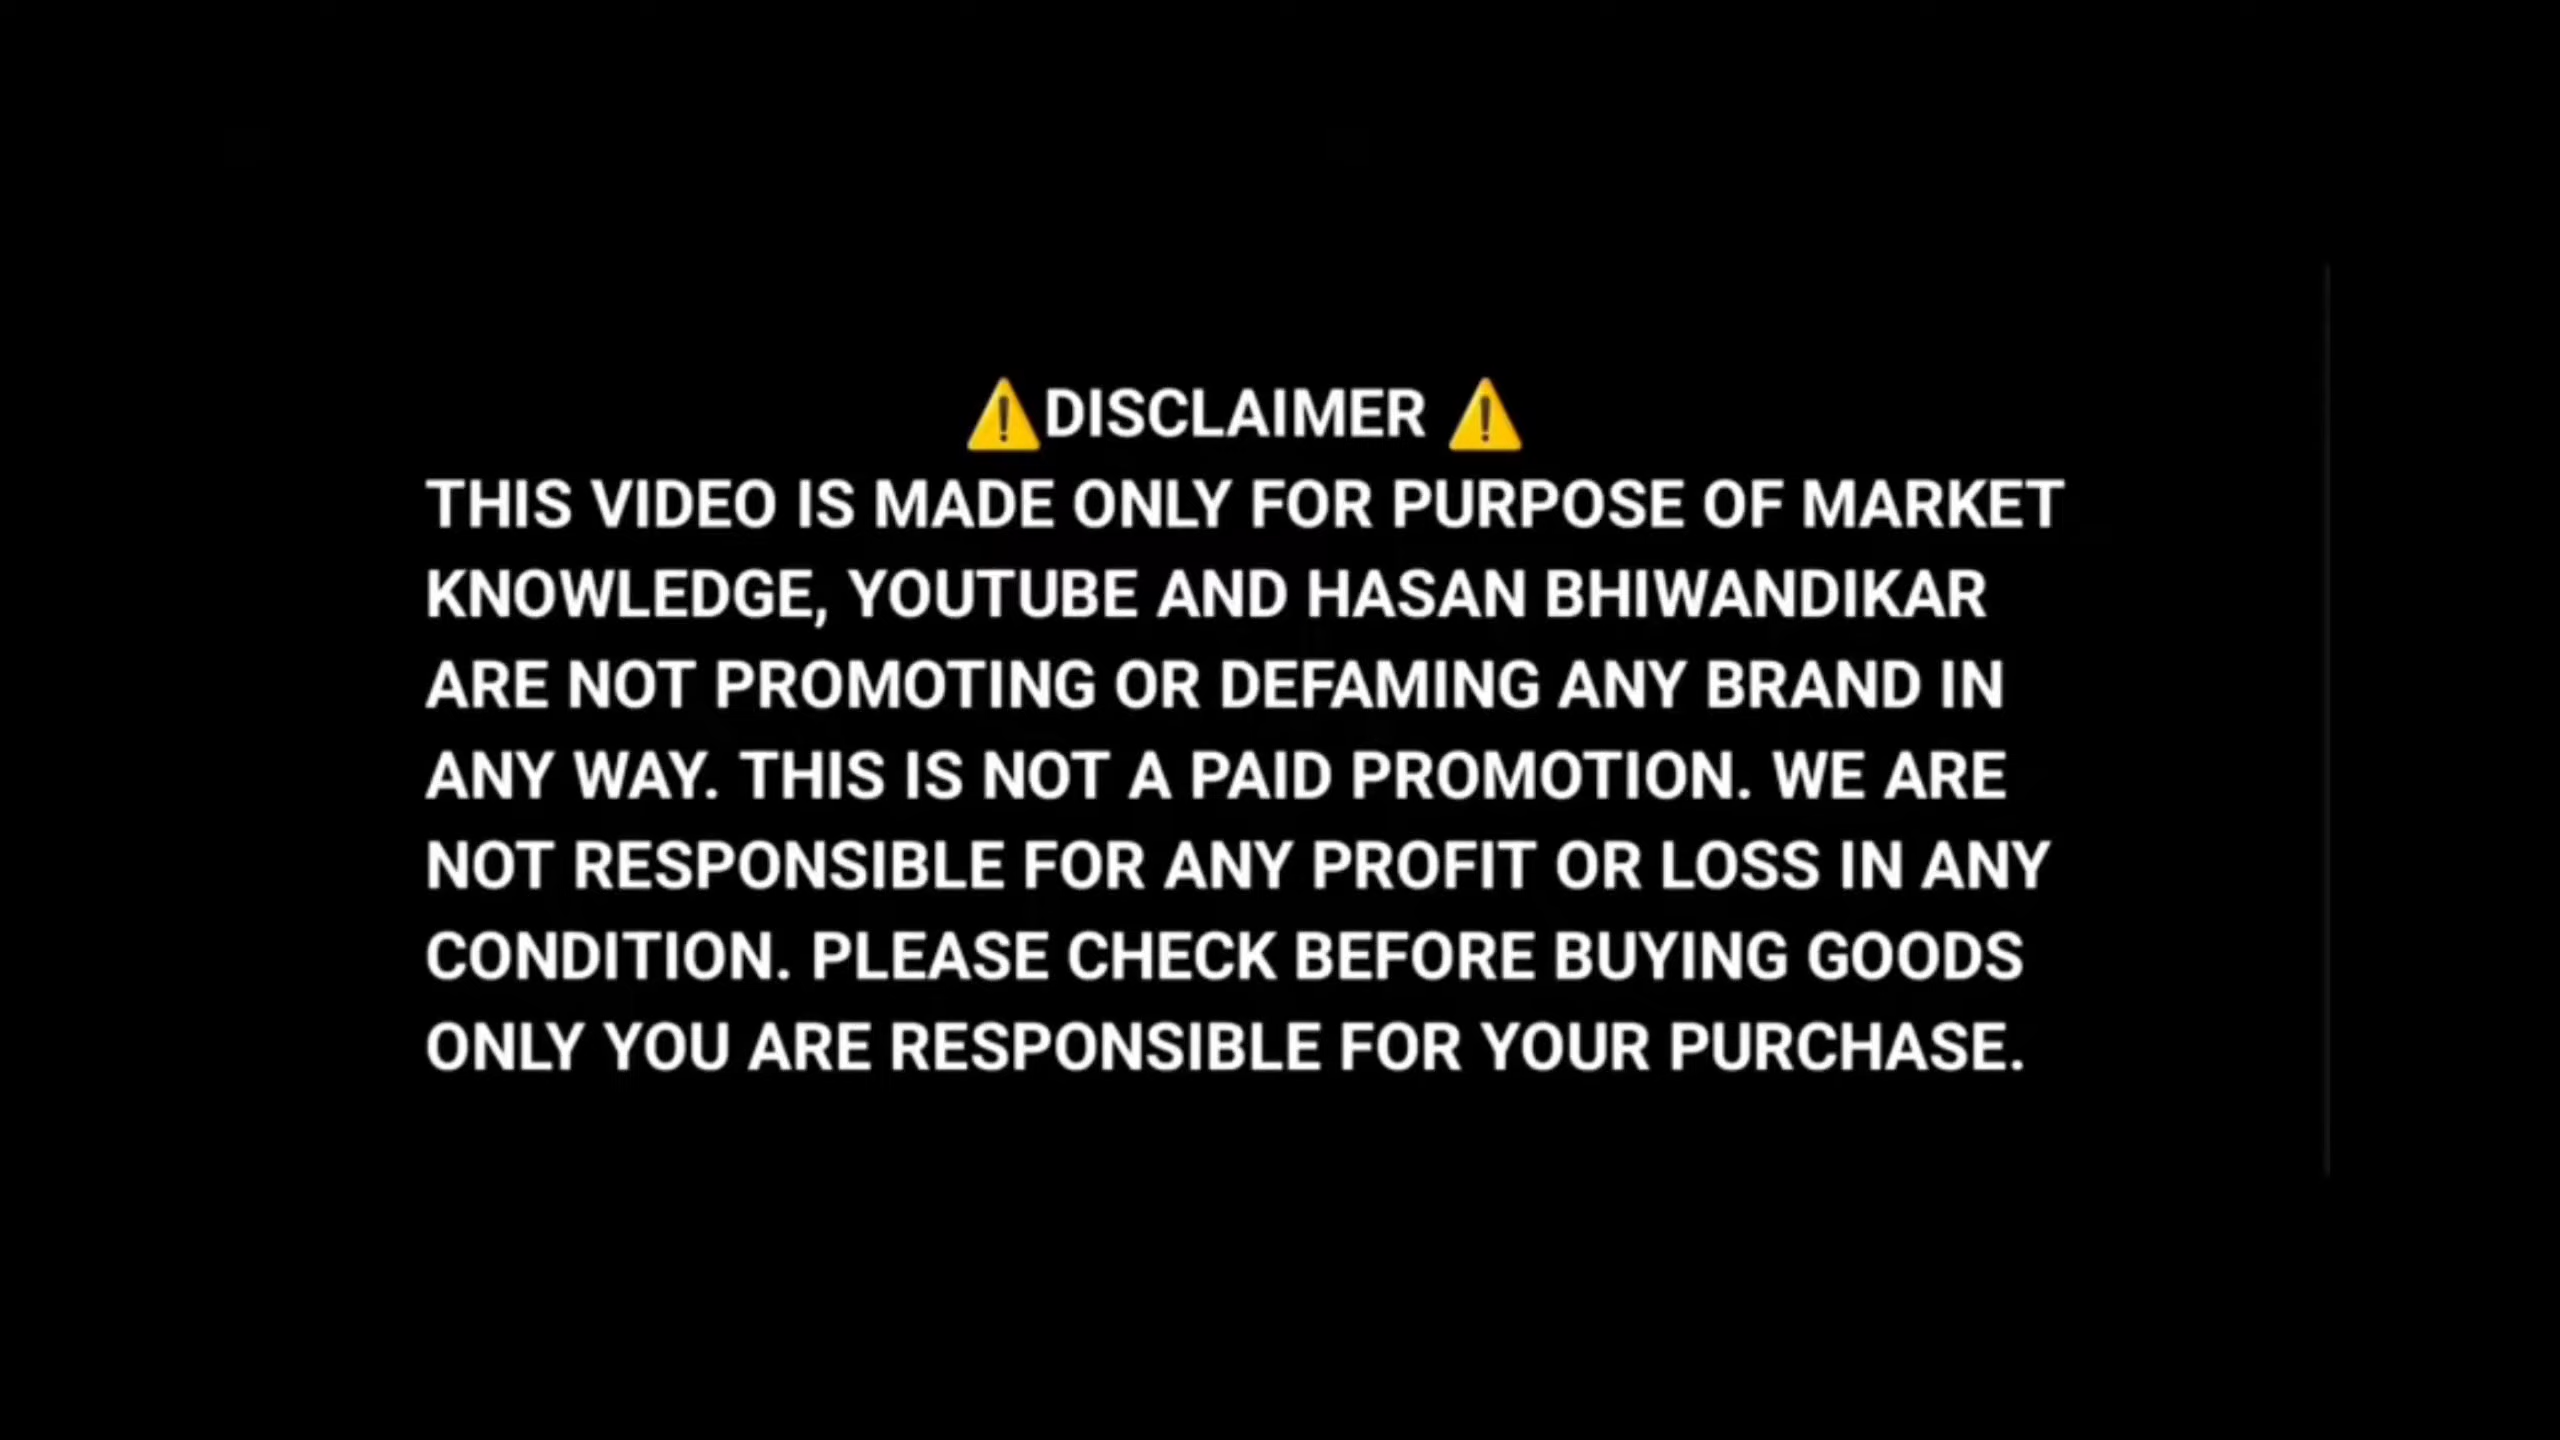 ⚠️DISCLAIMER ⚠️
THIS VIDEO IS MADE ONLY FOR PURPOSE OF MARKET
KNOWLEDGE, YOUTUBE AND HASAN BHIWANDIKAR
ARE NOT PROMOTING OR DEFAMING ANY BRAND IN
ANY WAY. THIS IS NOT A PAID PROMOTION. WE ARE
NOT RESPONSIBLE FOR ANY PROFIT OR LOSS IN ANY
CONDITION. PLEASE CHECK BEFORE BUYING GOODS
ONLY YOU ARE RESPONSIBLE FOR YOUR PURCHASE.